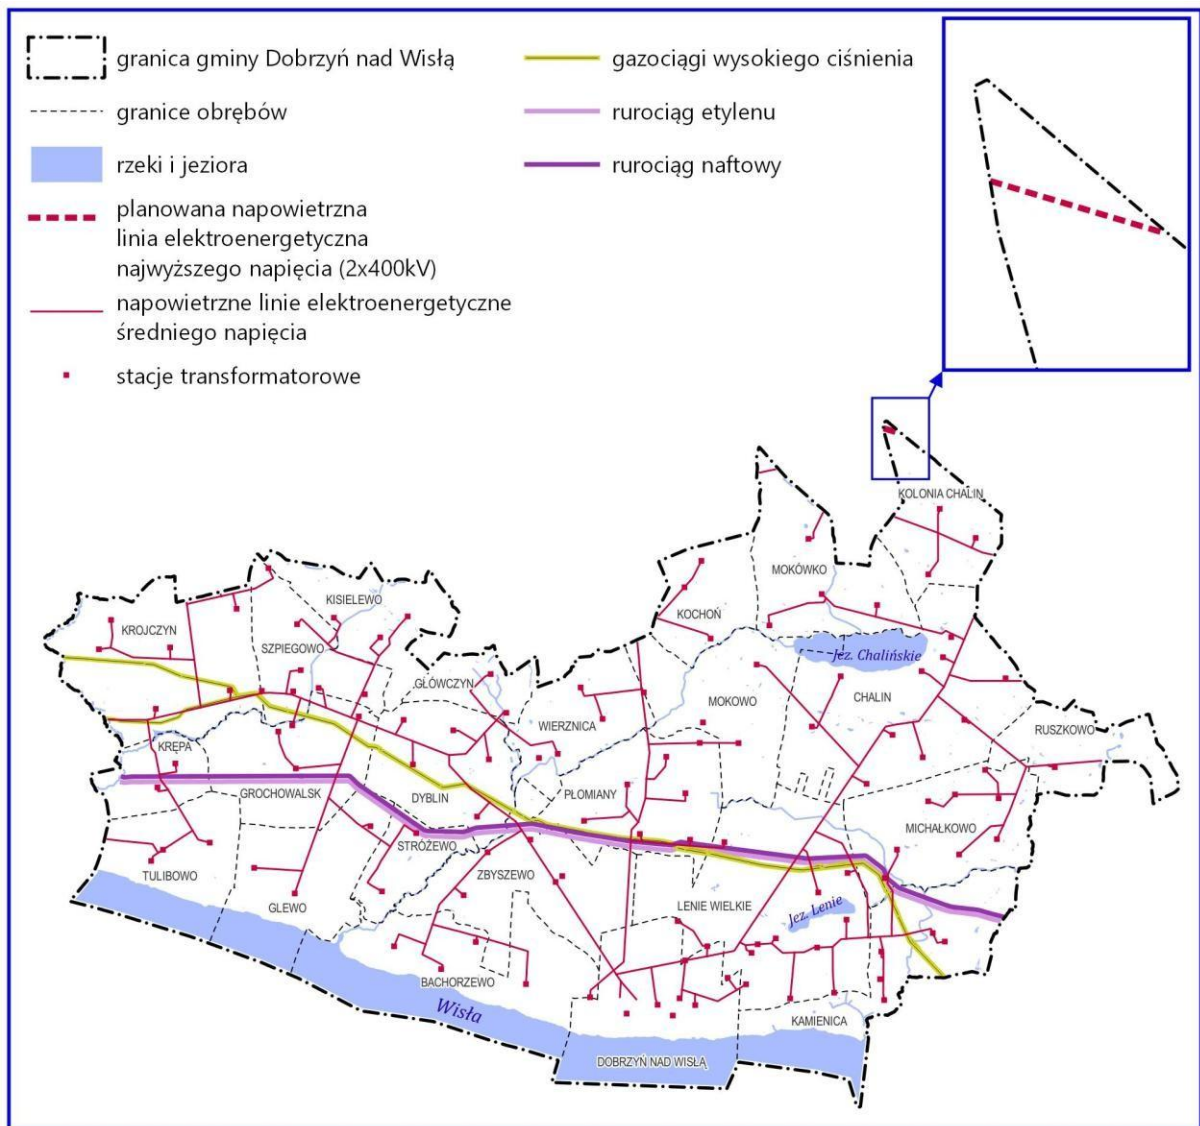 granica gminy Dobrzyń nad Wisłą
granice obrębów
rzeki i jeziora
planowana napowietrzna
linia elektroenergetyczna
najwyższego napięcia (2x400kV)
napowietrzne linie elektroenergetyczne
średniego napięcia
stacje transformatorowe
gazociągi wysokiego ciśnienia
rurociąg etylenu
rurociąg naftowy
KOLONIA CHALIN
MOKÓWKO
KISIELEWO
KOCHOŃ
KROJCZYN
SZPIEGOWO
Jez. Chalińskie
GŁÓWCZYN
MOKOWO
CHALIN
WIERZNICA
RUSZKOWO
KRĘPA
GROCHOWALSK
DYBLIN
PŁOMIANY
MICHAŁKOWO
STRÓŻEWO
TULIBOWO
ZBYSZEWO
GLEWO
LENIE WIELKIE
Jez. Lenie
BACHORZEWO
Wisła
KAMIENICA
DOBRZYŃ NAD WISŁĄ